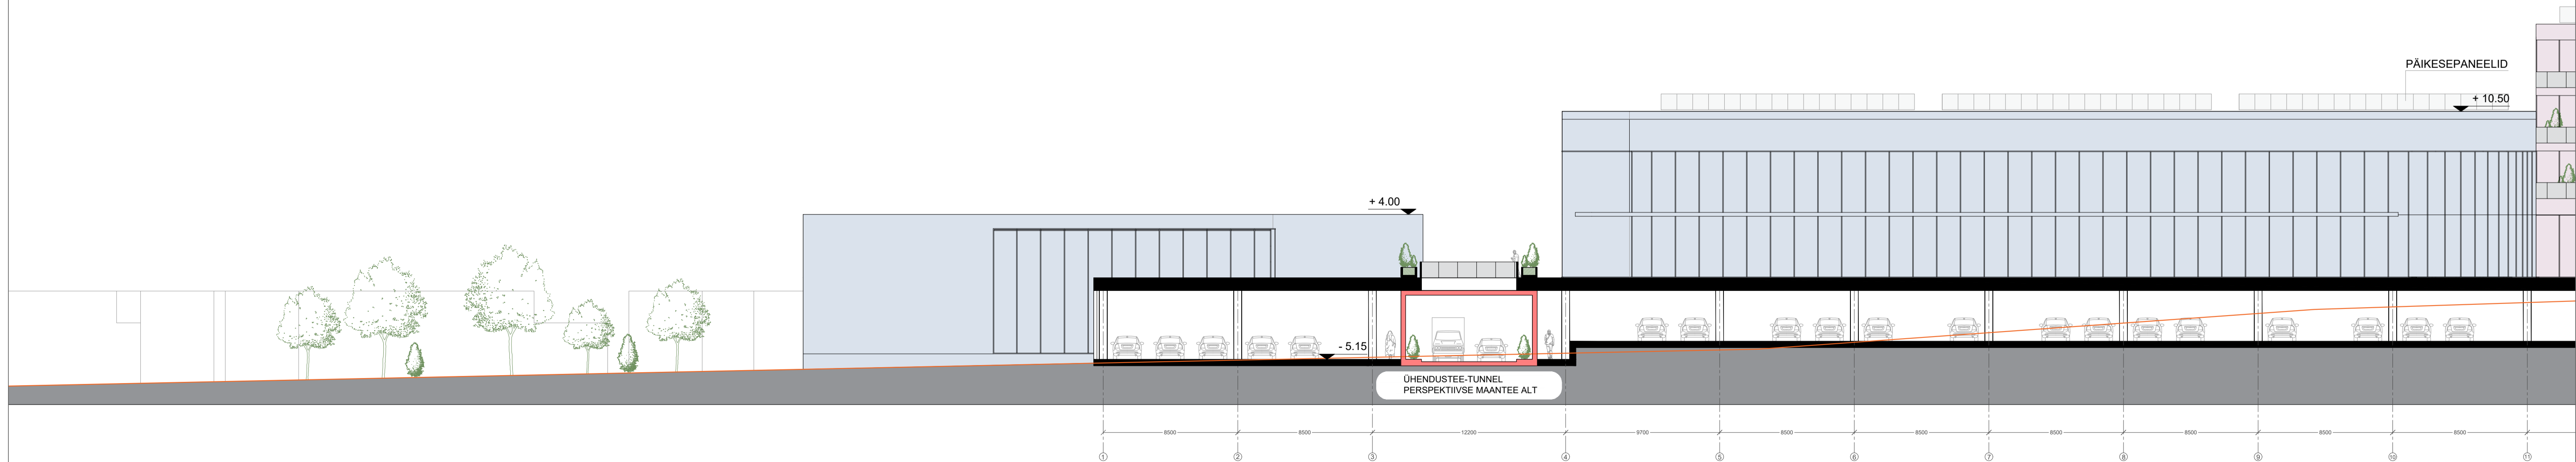 PÄIKESEPANEELID
+ 10.50
+ 4.00
- 5.15
ÜHENDUSTEE-TUNNEL
PERSPEKTIIVSE MAANTEE ALT
8500 8500 12200 9700 8500 8500 8500 8500 8500 8500
1 2 3 4 5 6 7 8 9 10 11